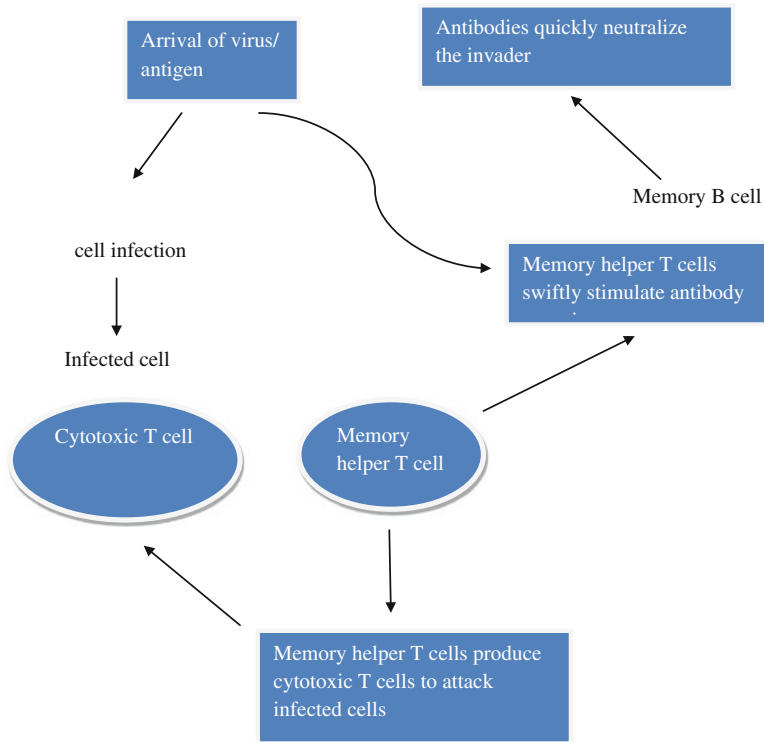 Arrival of virus/
antigen
Antibodies quickly neutralize
the invader
Memory B cell
cell infection
Memory helper T cells
swiftly stimulate antibody
Infected cell
Cytotoxic T cell
Memory
helper T cell
Memory helper T cells produce
cytotoxic T cells to attack
infected cells